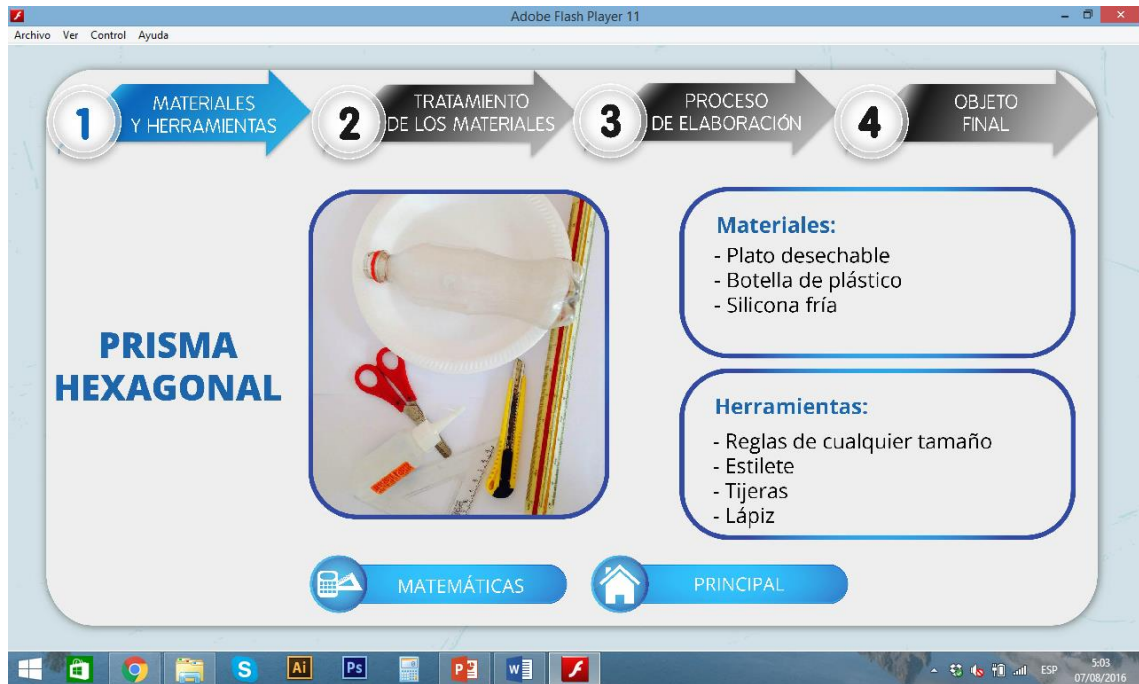 Adobe Flash Player 11
Archivo Ver Control Ayuda
1
MATERIALES
Y HERRAMIENTAS
2
TRATAMIENTO
DE LOS MATERIALES
3
PROCESO
DE ELABORACIÓN
4
OBJETO
FINAL
PRISMA
HEXAGONAL
Materiales:
- Plato desechable
- Botella de plástico
- Silicona fría
Herramientas:
- Reglas de cualquier tamaño
- Estilete
- Tijeras
- Lápiz
MATEMÁTICAS
PRINCIPAL
S
Ai
Ps
ESP
5:03
07/08/2016